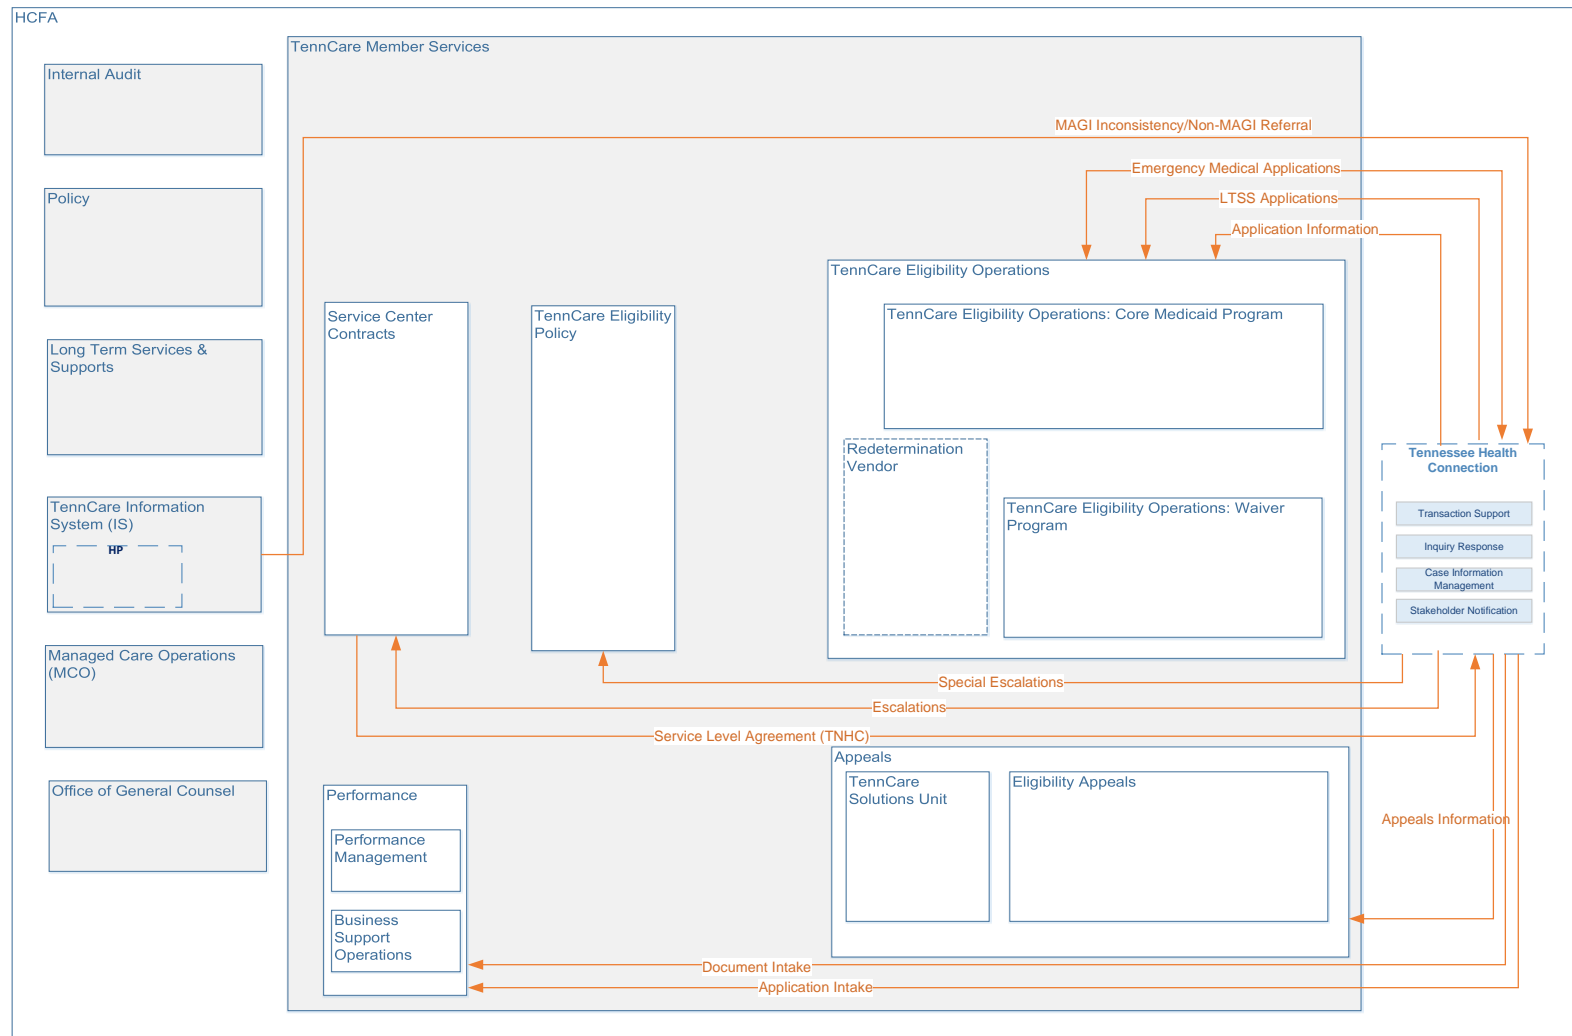 HCFA
TennCare Member Services
Internal Audit
MAGI Inconsistency/Non-MAGI Referral
Emergency Medical Applications
LTSS Applications
Application Information
Policy
TennCare Eligibility Operations
Service Center
Contracts
TennCare Eligibility
Policy
TennCare Eligibility Operations: Core Medicaid Program
Long Term Services &
Supports
Redetermination
Vendor
Tennessee Health
Connection
TennCare Information
System (IS)
HP
TennCare Eligibility Operations: Waiver
Program
Transaction Support
Inquiry Response
Case Information
Management
Stakeholder Notification
Managed Care Operations
(MCO)
Special Escalations
Escalations
Service Level Agreement (TNHC)
Appeals
TennCare
Solutions Unit
Eligibility Appeals
Office of General Counsel
Performance
Performance
Management
Appeals Information
Business
Support
Operations
Document Intake
Application Intake